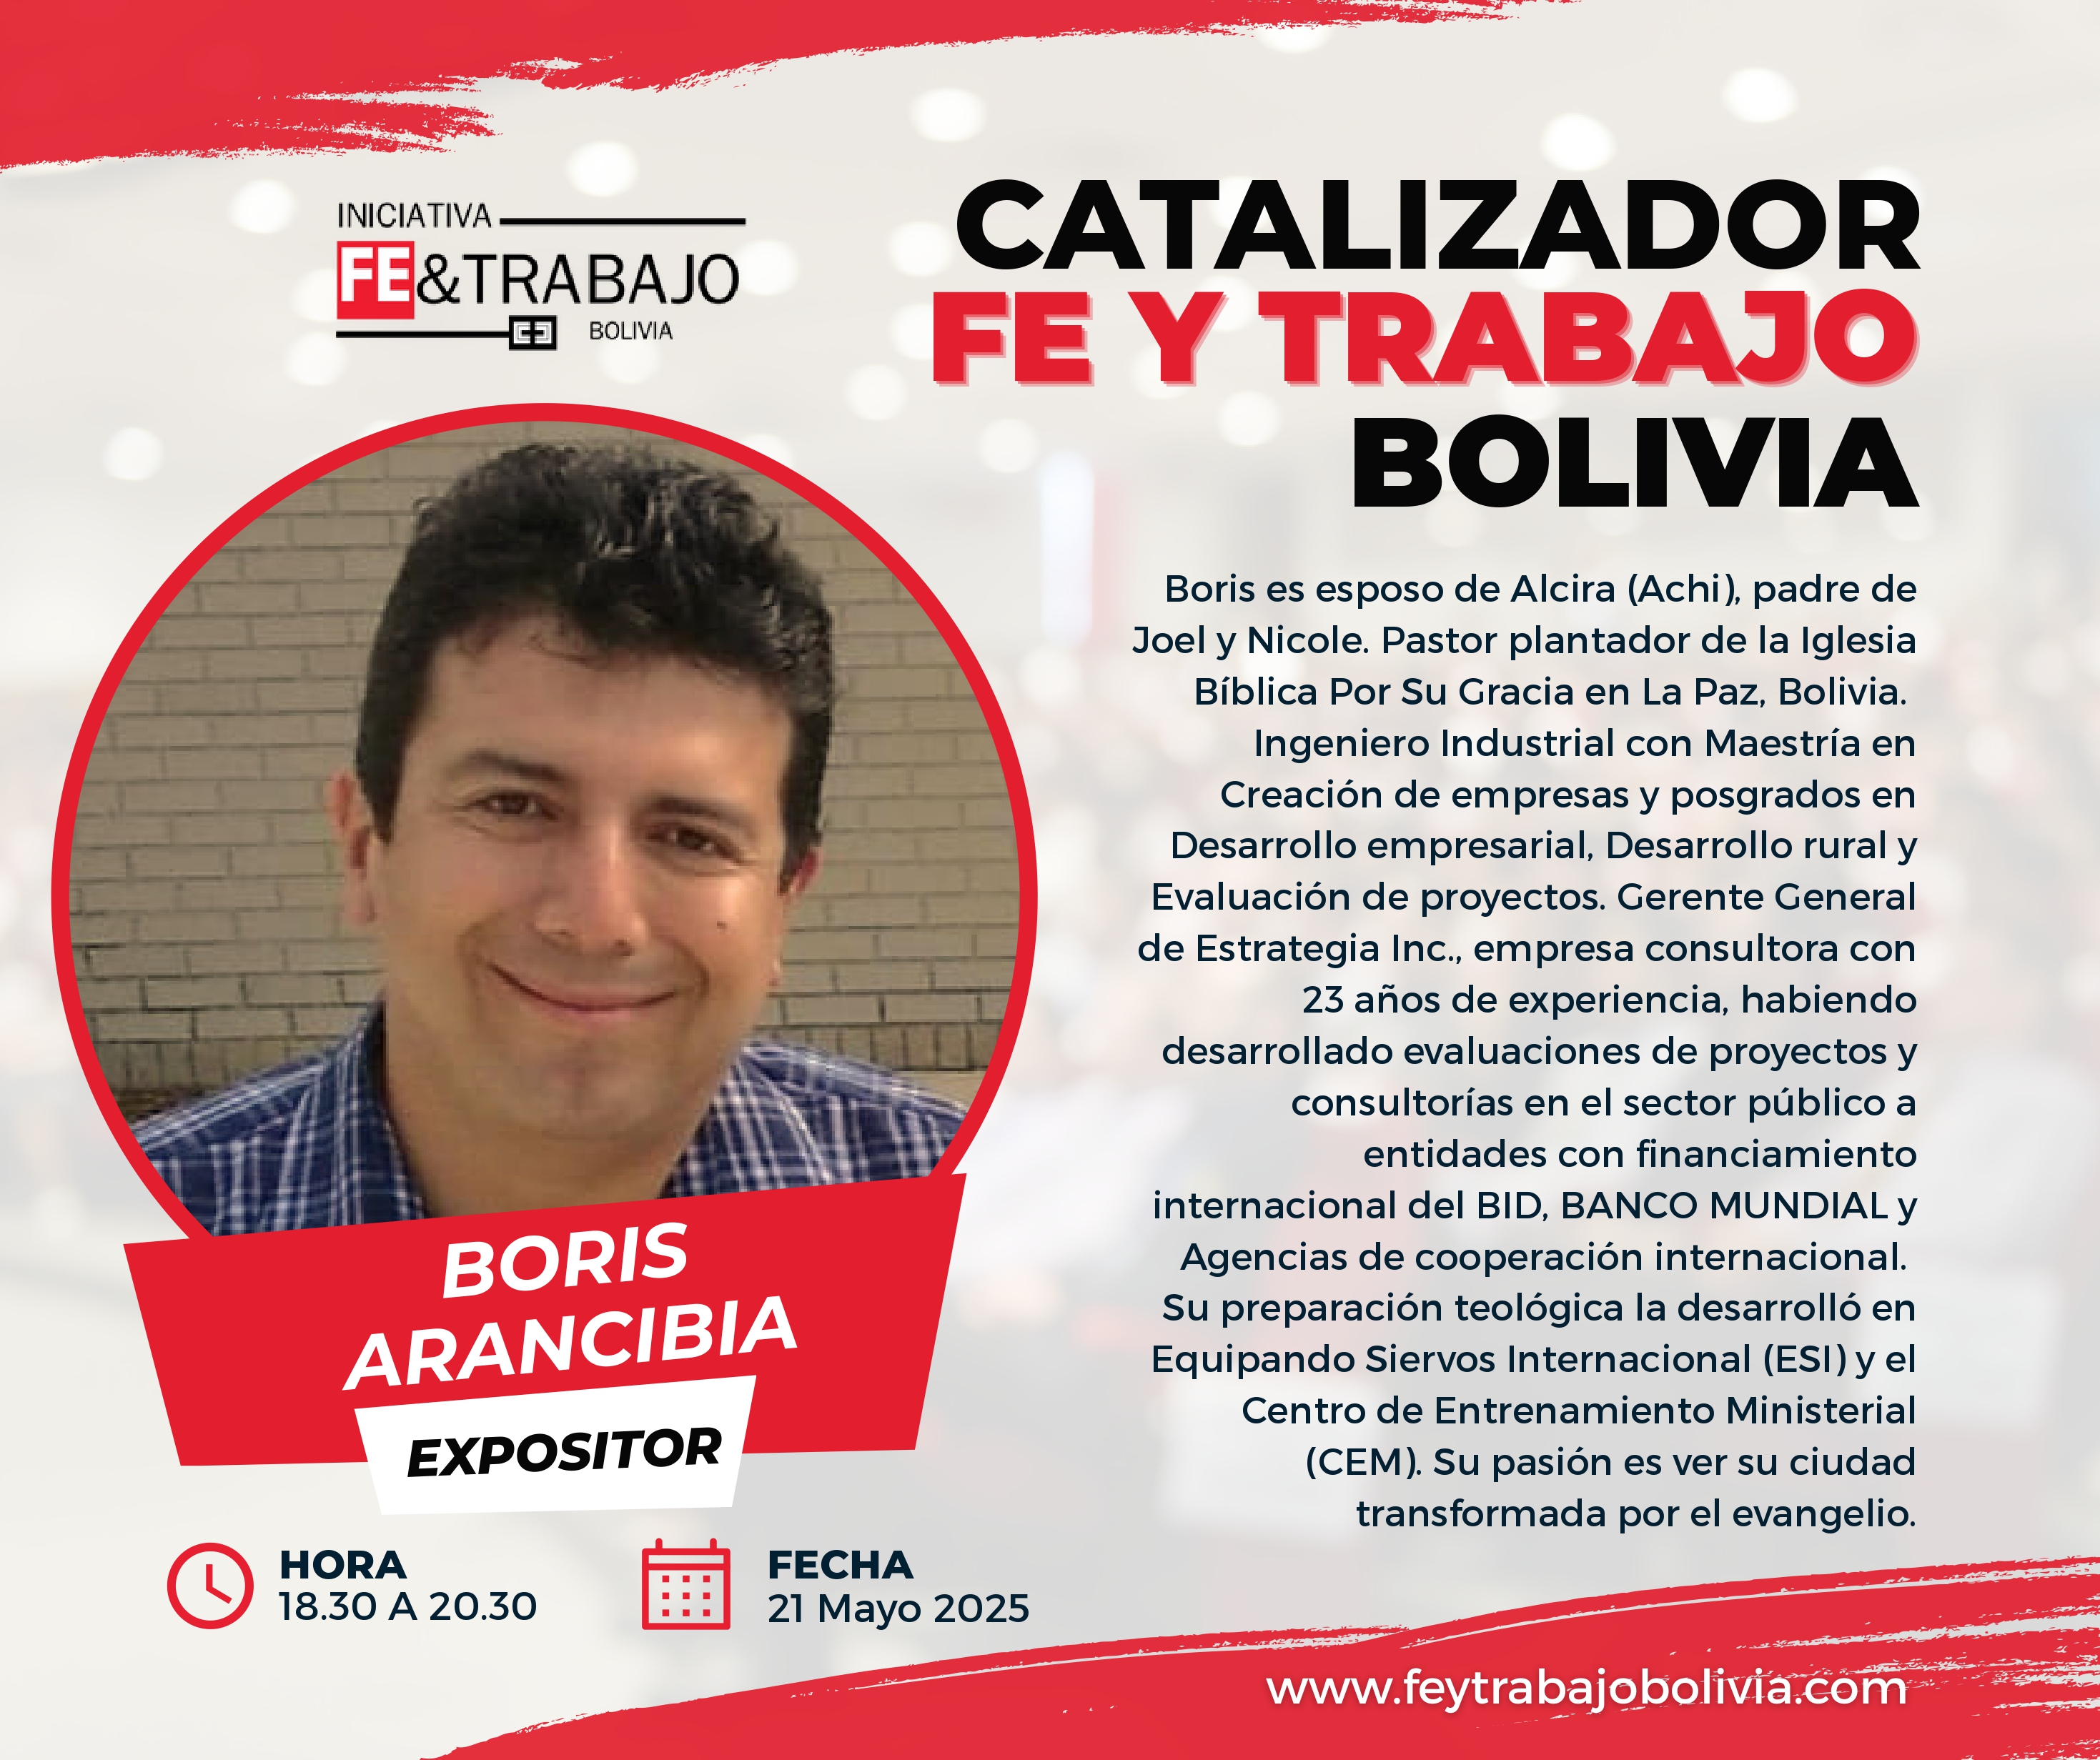 INICIATIVA
FE&TRABAJO
BOLIVIA
CATALIZADOR
FE Y TRABAJO
BOLIVIA
Boris es esposo de Alcira (Achi), padre de
Joel y Nicole. Pastor plantador de la Iglesia
Bíblica Por Su Gracia en La Paz, Bolivia.
Ingeniero Industrial con Maestría en
Creación de empresas y posgrados en
Desarrollo empresarial, Desarrollo rural y
Evaluación de proyectos. Gerente General
de Estrategia Inc., empresa consultora con
23 años de experiencia, habiendo
desarrollado evaluaciones de proyectos y
consultorías en el sector público a
entidades con financiamiento
internacional del BID, BANCO MUNDIAL y
Agencias de cooperación internacional.
Su preparación teológica la desarrolló en
Equipando Siervos Internacional (ESI) y el
Centro de Entrenamiento Ministerial
(CEM). Su pasión es ver su ciudad
transformada por el evangelio.
BORIS
ARANCIBIA
EXPOSITOR
HORA
18.30 A 20.30
FECHA
21 Mayo 2025
www.feytrabajobolivia.com